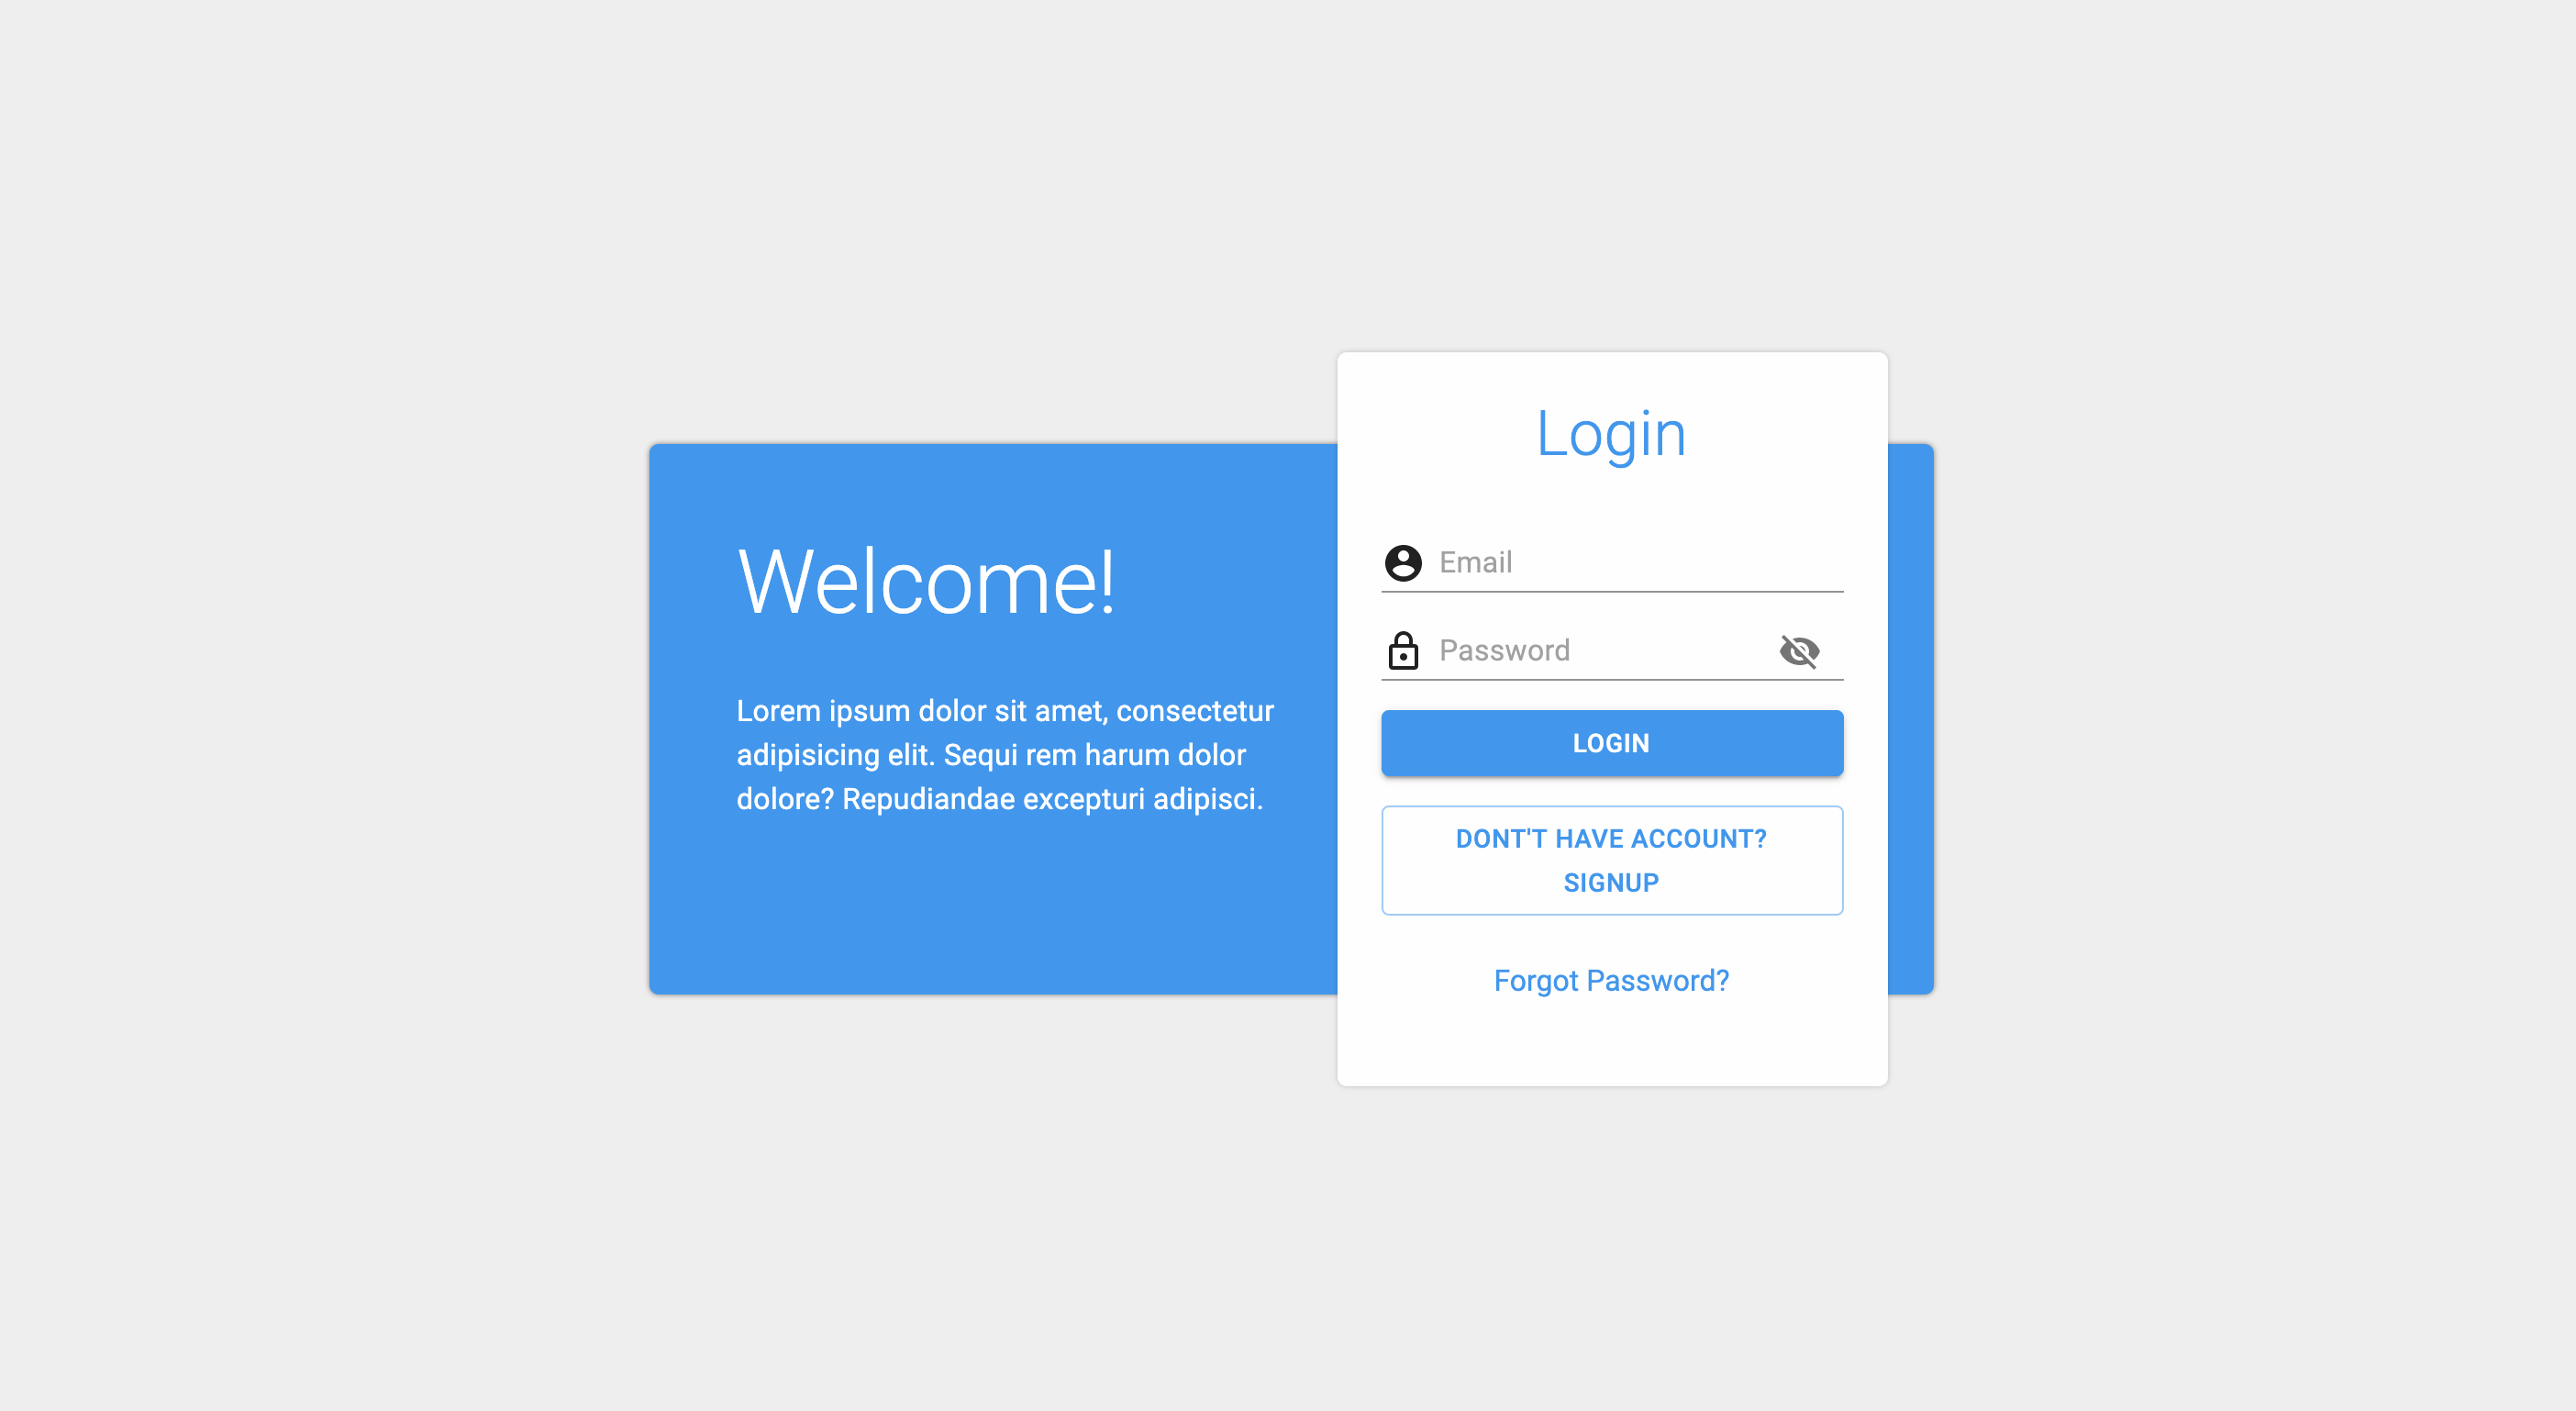 Welcome!
Lorem ipsum dolor sit amet, consectetur
adipisicing elit. Sequi rem harum dolor
dolore? Repudiandae excepturi adipisci.
Login
Email
Password
LOGIN
DONT'T HAVE ACCOUNT?
SIGNUP
Forgot Password?